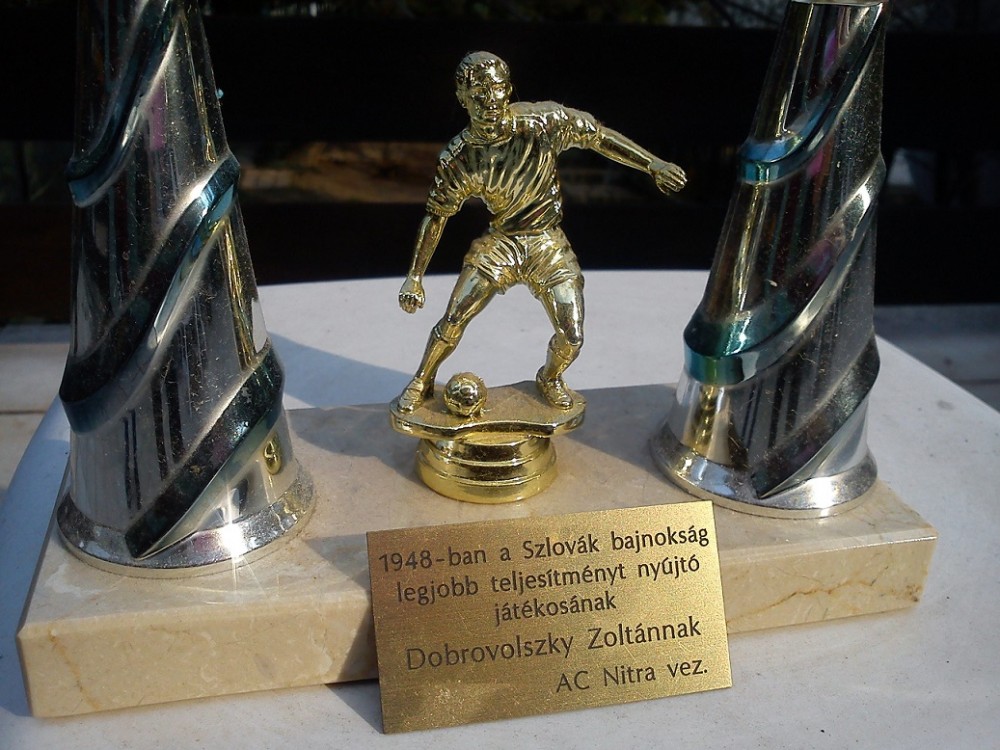 1948-ban a Szlovák bajnokság
legjobb teljesítményt nyújtó
játékosának
Dobrovolszky Zoltánnak
AC Nitra vez.